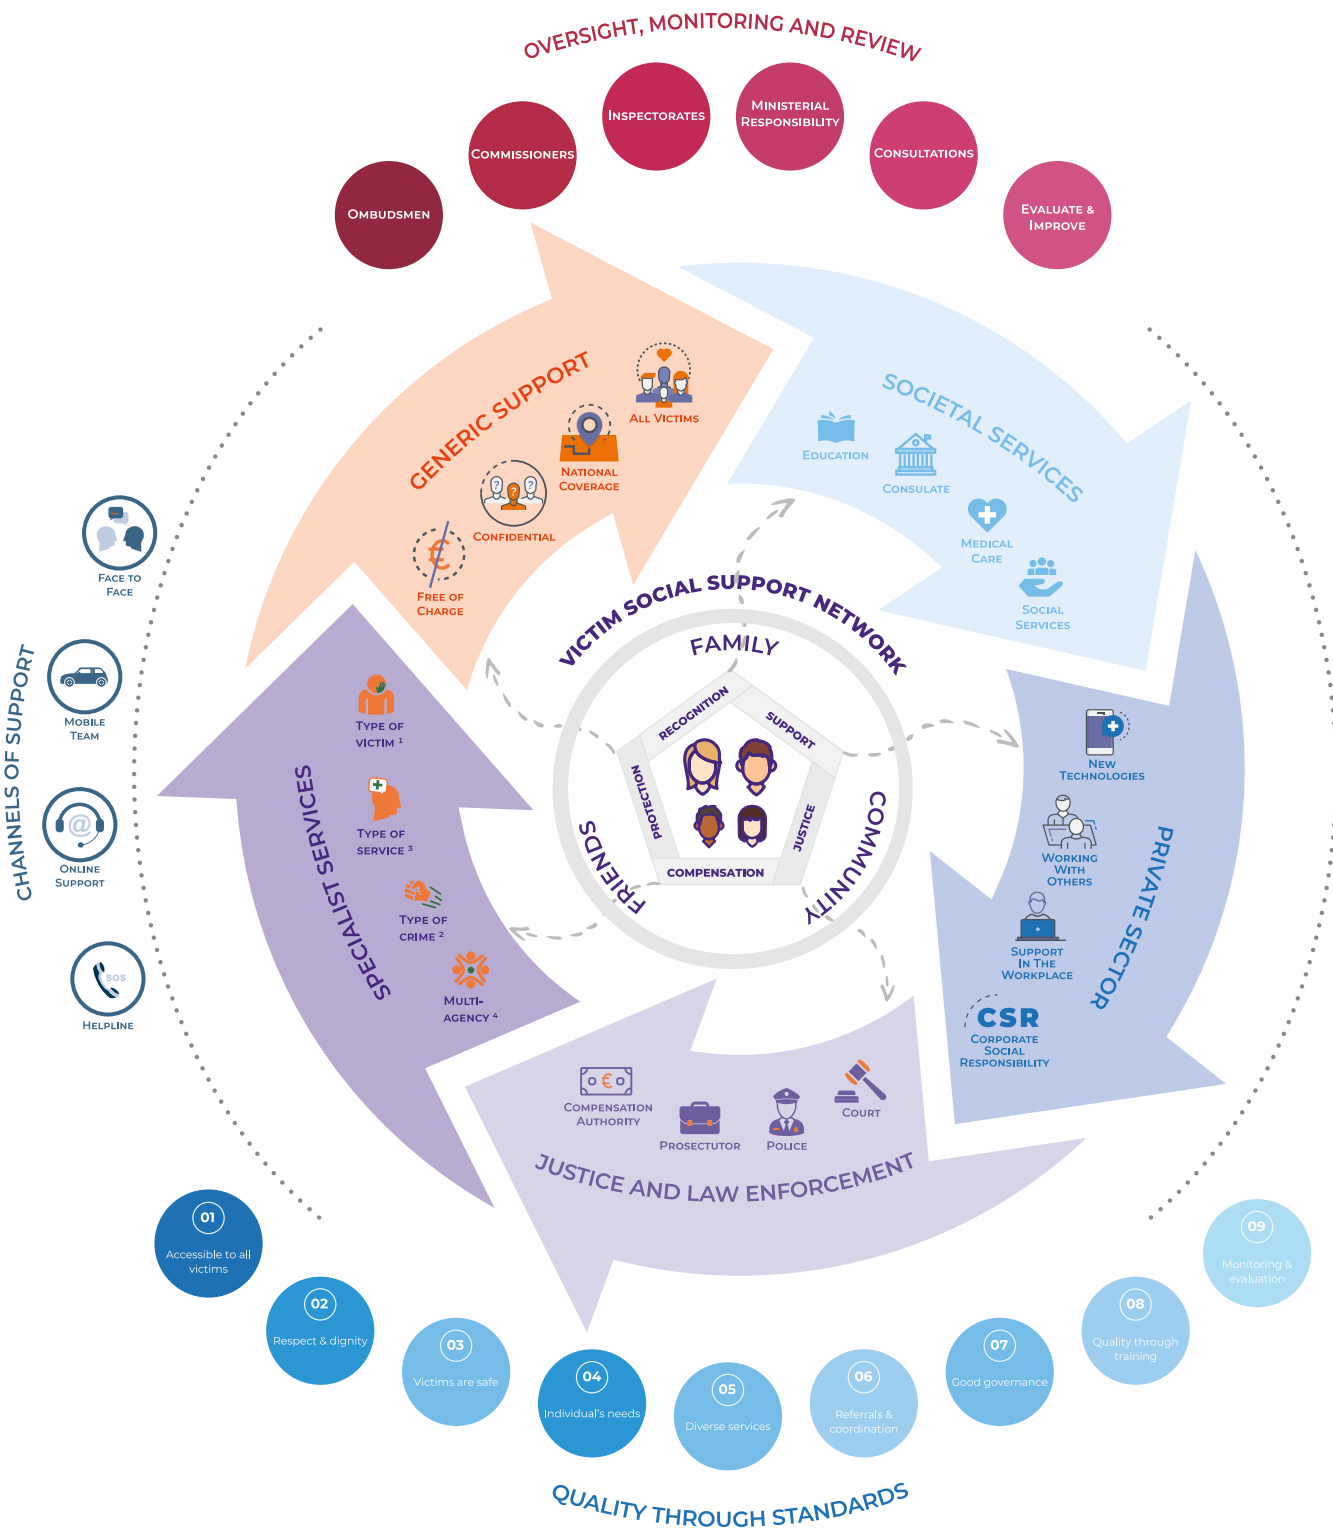 OVERSIGHT, MONITORING AND REVIEW
OMBUDSMEN
COMMISSIONERS
INSPECTORATES
MINISTERIAL
RESPONSIBILITY
CONSULTATIONS
EVALUATE &
IMPROVE
GENERIC SUPPORT
ALL VICTIMS
NATIONAL
COVERAGE
CONFIDENTIAL
FREE OF
CHARGE
SOCIETAL SERVICES
EDUCATION
CONSULATE
MEDICAL
CARE
SOCIAL
SERVICES
CHANNELS OF SUPPORT
FACE TO
FACE
MOBILE
TEAM
@
ONLINE
SUPPORT
SOS
HELPLINE
SPECIALIST SERVICES
TYPE OF
VICTIM 1
TYPE OF
SERVICE 3
TYPE OF
CRIME 2
MULTI-
AGENCY 4
VICTIM SOCIAL SUPPORT NETWORK
FAMILY
COMMUNITY
FRIENDS
RECOGNITION
SUPPORT
PROTECTION
JUSTICE
COMPENSATION
PRIVATE SECTOR
NEW
TECHNOLOGIES
WORKING
WITH
OTHERS
SUPPORT
IN THE
WORKPLACE
CSR
CORPORATE
SOCIAL
RESPONSIBILITY
JUSTICE AND LAW ENFORCEMENT
COMPENSATION
AUTHORITY
PROSECTUTOR
POLICE
COURT
01
Accessible to all
victims
02
Respect & dignity
03
Victims are safe
04
Individual's needs
05
Diverse services
06
Referrals &
coordination
07
Good governance
08
Quality through
training
09
Monitoring &
evaluation
QUALITY THROUGH STANDARDS